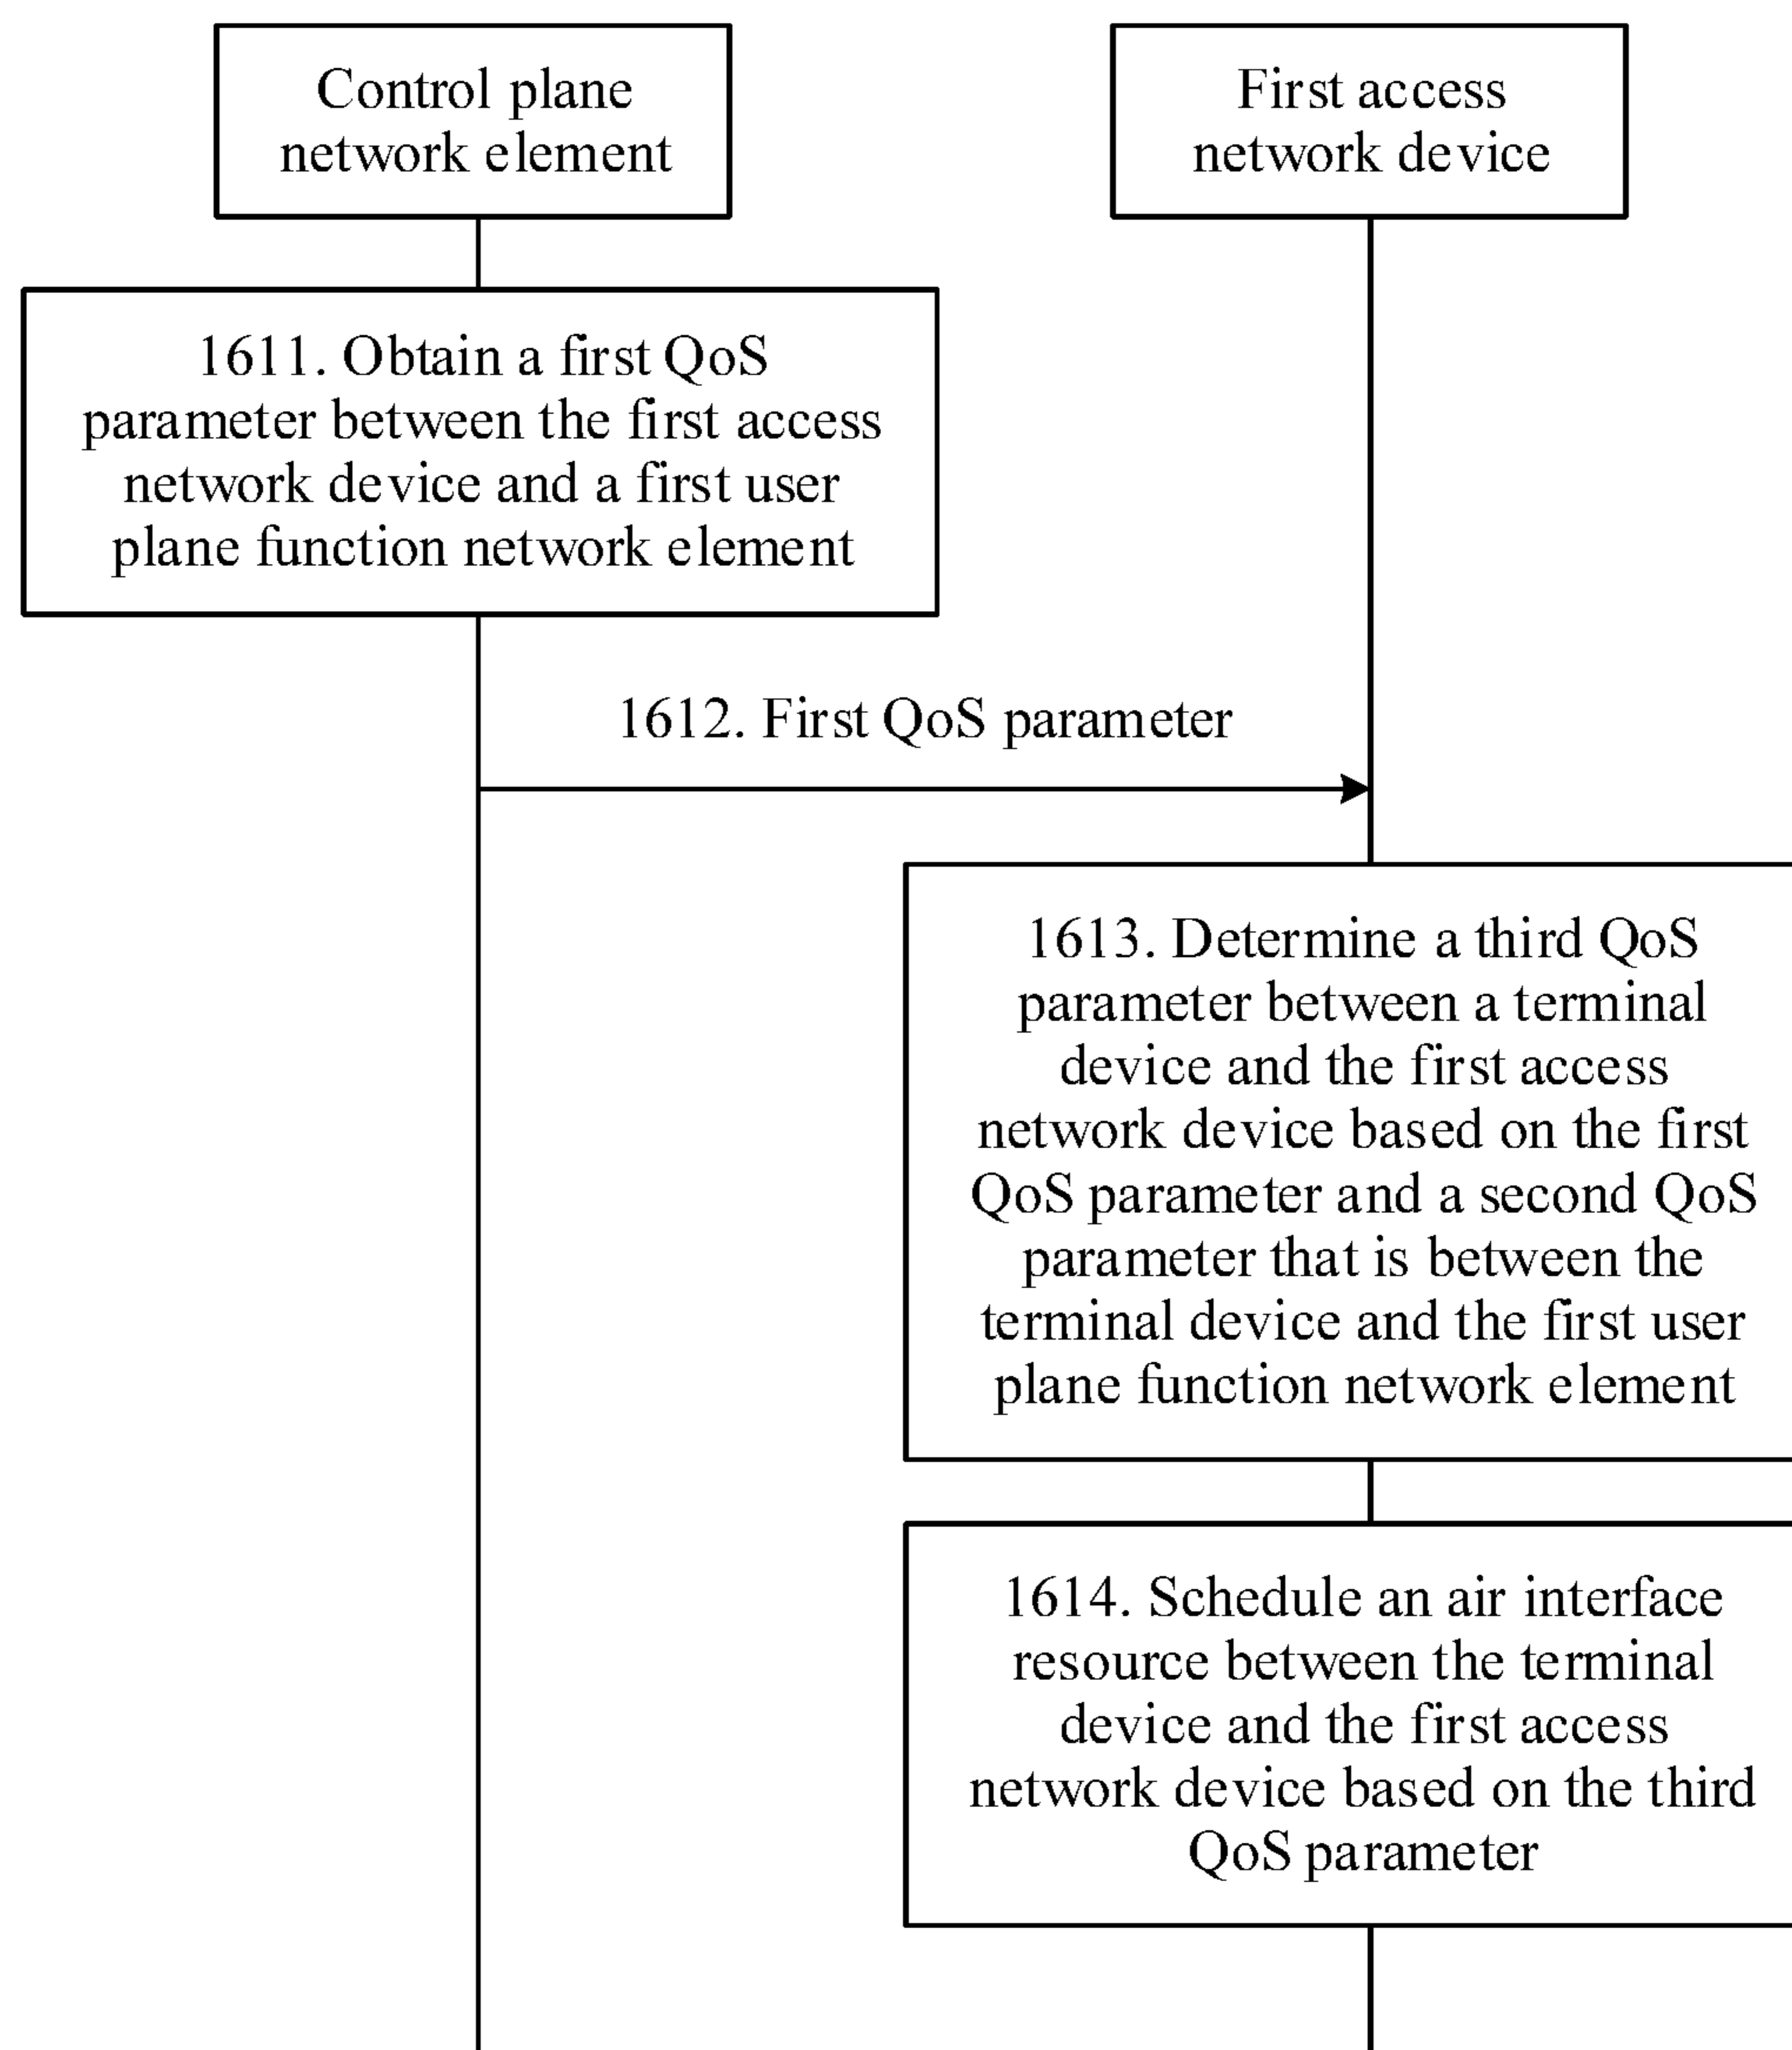 Control plane
network element
First access
network device
1611. Obtain a first QoS
parameter between the first access
network device and a first user
plane function network element
1612. First QoS parameter
1613. Determine a third QoS
parameter between a terminal
device and the first access
network device based on the first
QoS parameter and a second QoS
parameter that is between the
terminal device and the first user
plane function network element
1614. Schedule an air interface
resource between the terminal
device and the first access
network device based on the third
QoS parameter